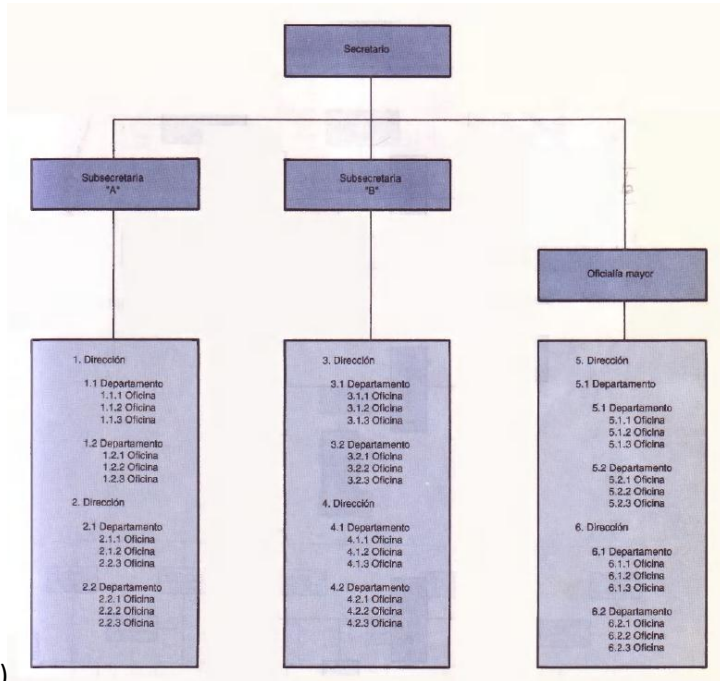 Secretario
Subsecretaria
"A"
Subsecretaria
"B"
Oficialía mayor
1. Dirección
1.1 Departamento
1.1.1 Oficina
1.1.2 Oficina
1.1.3 Oficina
1.2 Departamento
1.2.1 Oficina
1.2.2 Oficina
1.2.3 Oficina
2. Dirección
2.1 Departamento
2.1.1 Oficina
2.1.2 Oficina
2.2.3 Oficina
2.2 Departamento
2.2.1 Oficina
2.2.2 Oficina
2.2.3 Oficina
3. Dirección
3.1 Departamento
3.1.1 Oficina
3.1.2 Oficina
3.1.3 Oficina
3.2 Departamento
3.2.1 Oficina
3.2.2 Oficina
3.2.3 Oficina
4. Dirección
4.1 Departamento
4.1.1 Oficina
4.1.2 Oficina
4.1.3 Oficina
4.2 Departamento
4.2.1 Oficina
4.2.2 Oficina
4.2.3 Oficina
5. Dirección
5.1 Departamento
5.1 Departamento
5.1.1 Oficina
5.1.2 Oficina
5.1.3 Oficina
5.2 Departamento
5.2.1 Oficina
5.2.2 Oficina
5.2.3 Oficina
6. Dirección
6.1 Departamento
6.1.1 Oficina
6.1.2 Oficina
6.1.3 Oficina
6.2 Departamento
6.2.1 Oficina
6.2.2 Oficina
6.2.3 Oficina
)